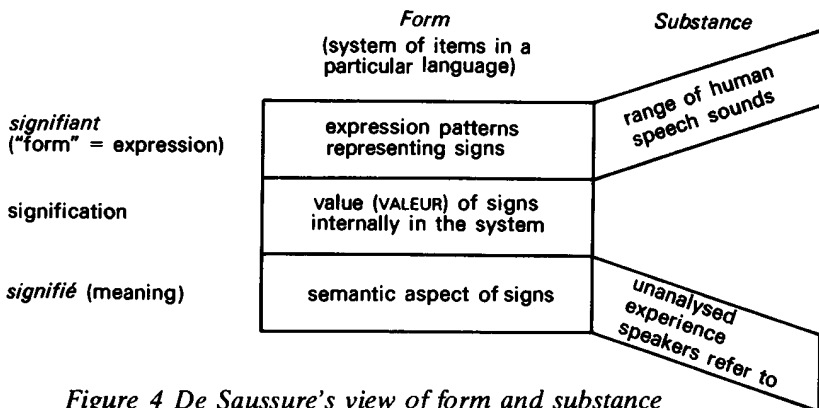 Form
(system of items in a
particular language)
Substance
signifiant
("form" = expression)
expression patterns
representing signs
range of human
speech sounds
signification
value (VALEUR) of signs
internally in the system
signifié (meaning)
semantic aspect of signs
unanalysed
experience
speakers refer to
Figure 4 De Saussure's view of form and substance